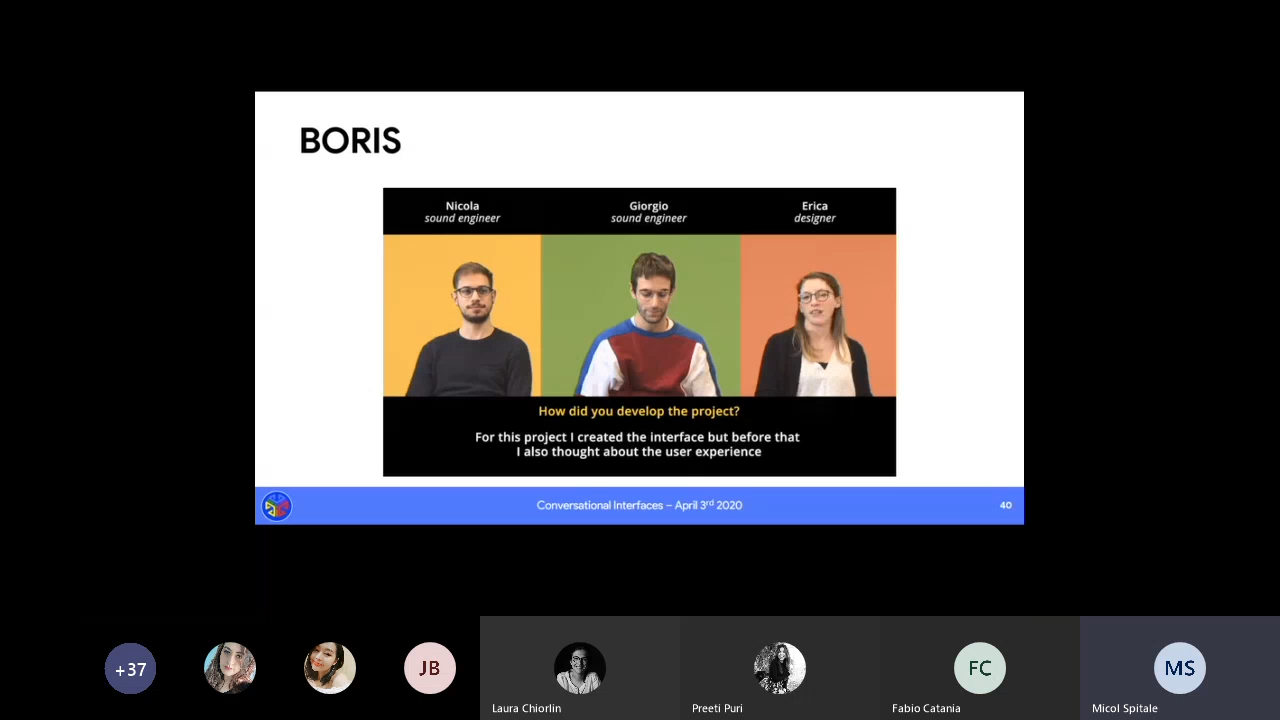 BORIS
Nicola
sound engineer
Giorgio
sound engineer
Erica
designer
How did you develop the project?
For this project I created the interface but before that
I also thought about the user experience
Conversational Interfaces – April 3rd 2020
40
+37
JB
FC
MS
Laura Chiorlin
Preeti Puri
Fabio Catania
Micol Spitale